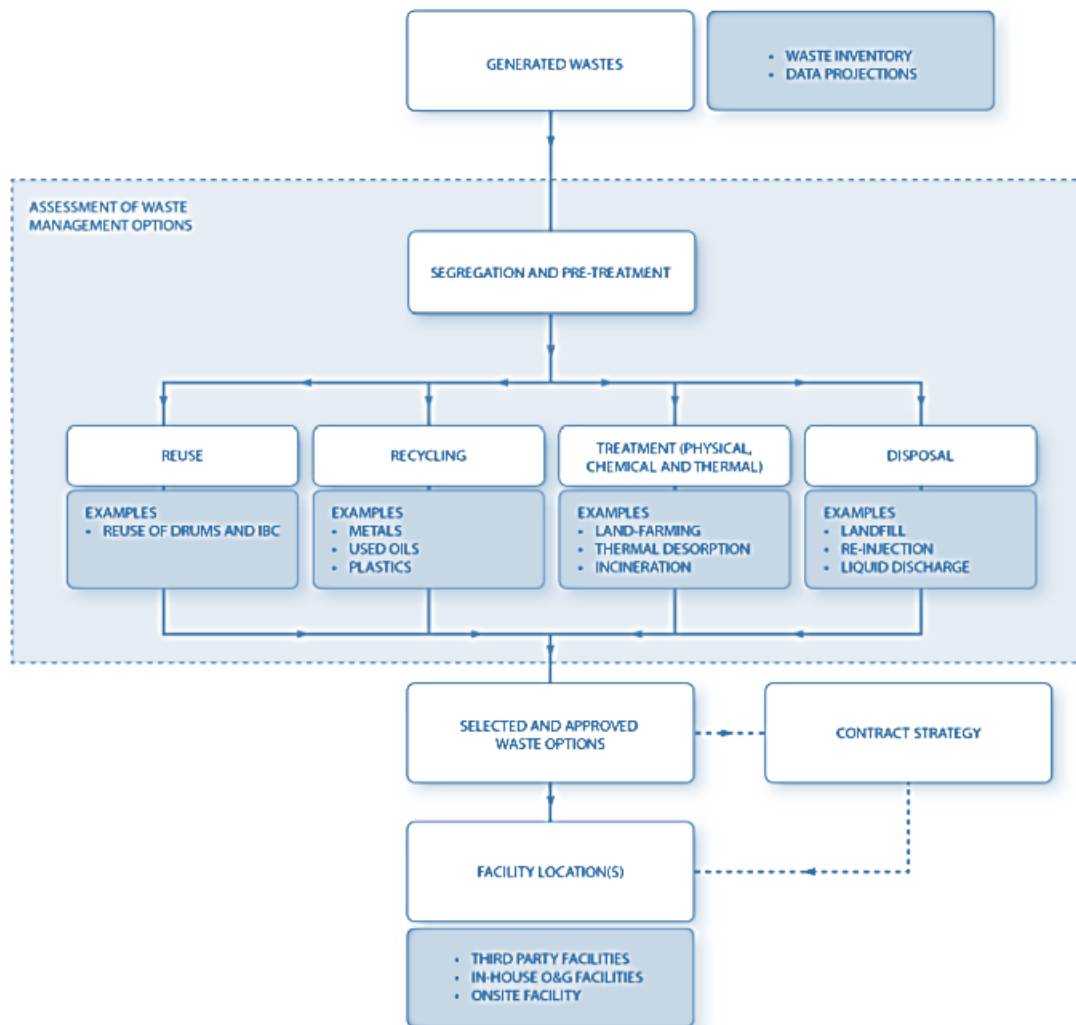 GENERATED WASTES
• WASTE INVENTORY
• DATA PROJECTIONS
ASSESSMENT OF WASTE
MANAGEMENT OPTIONS
SEGREGATION AND PRE-TREATMENT
REUSE
EXAMPLES
• REUSE OF DRUMS AND IBC
RECYCLING
EXAMPLES
• METALS
• USED OILS
• PLASTICS
TREATMENT (PHYSICAL,
CHEMICAL AND THERMAL)
EXAMPLES
• LAND-FARMING
• THERMAL DESORPTION
• INCINERATION
DISPOSAL
EXAMPLES
• LANDFILL
• RE-INJECTION
• LIQUID DISCHARGE
SELECTED AND APPROVED
WASTE OPTIONS
CONTRACT STRATEGY
FACILITY LOCATION(S)
• THIRD PARTY FACILITIES
• IN-HOUSE O&G FACILITIES
• ONSITE FACILITY